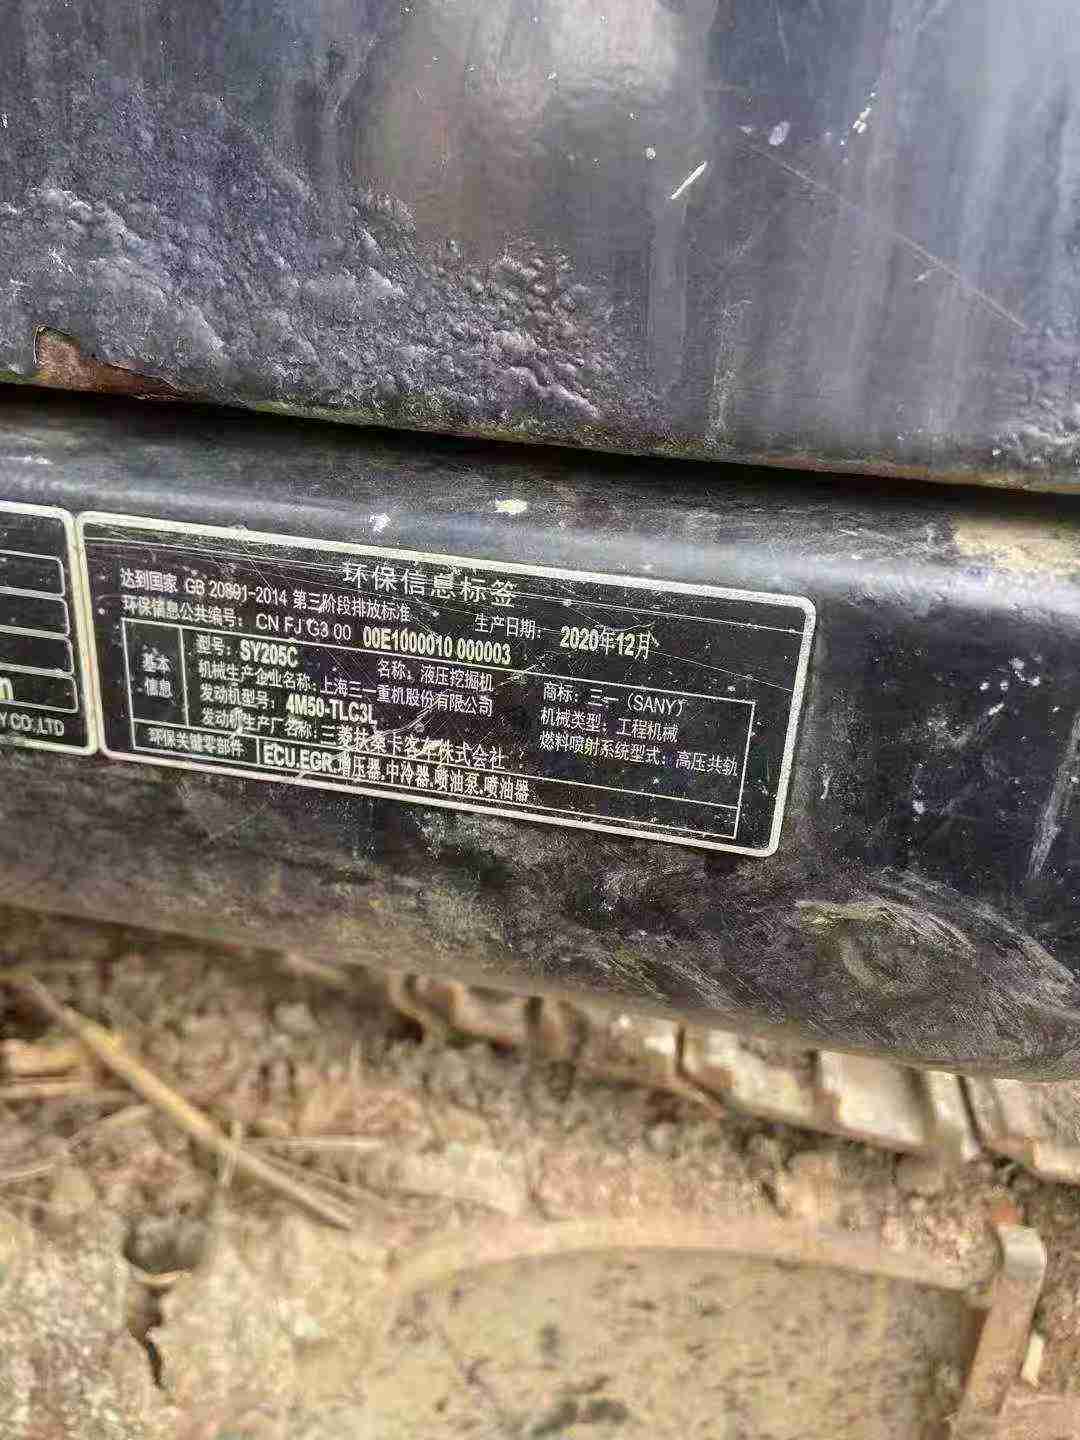 环保信息标签
达到国家 GB 20891-2014 第三阶段排放标准
环保信息公共编号: CN FJ G3 00 00E1000010 000003
生产日期: 2020年12月
基本信息
型号: SY205C
名称: 液压挖掘机
商标: 三一 (SANY)
机械生产企业名称: 上海三一重机股份有限公司
机械类型: 工程机械
发动机型号: 4M50-TLC3L
燃料喷射系统型式: 高压共轨
发动机生产厂名称: 三菱扶桑卡客车株式会社
环保关键零部件
ECU.EGR.增压器.中冷器.喷油泵.喷油器
Y CO.,LTD